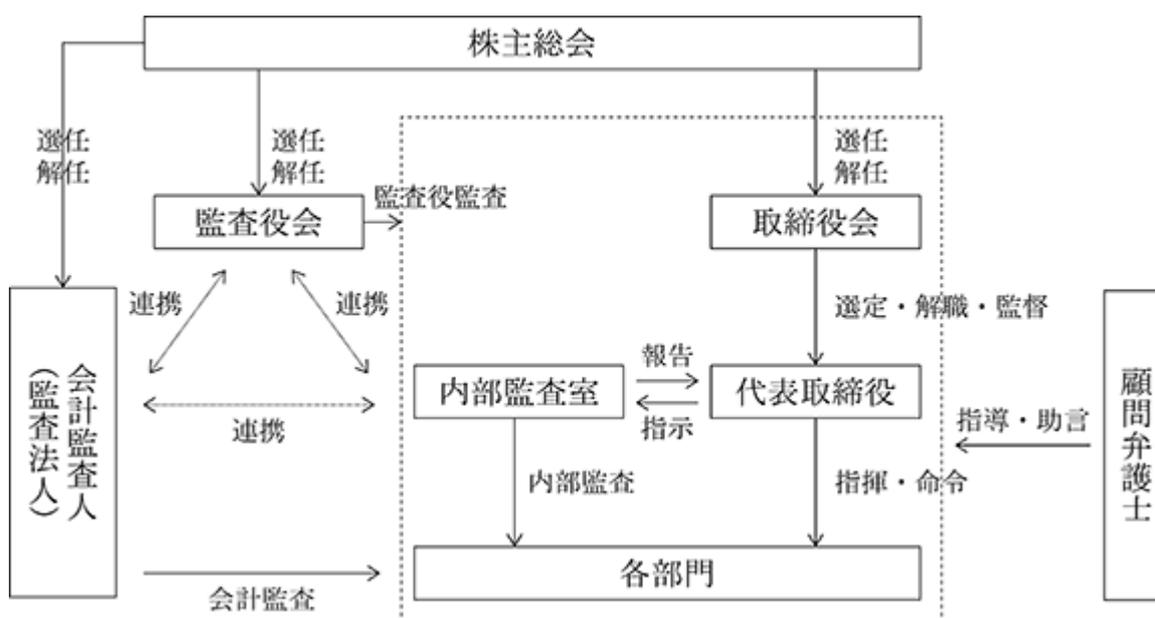 株主総会
選任
解任
選任
解任
選任
解任
監査役会
監査役監査
取締役会
連携
連携
選定・解職・監督
会計監査人
（監査法人）
内部監査室
報告
指示
代表取締役
連携
指導・助言
顧問弁護士
内部監査
指揮・命令
各部門
会計監査